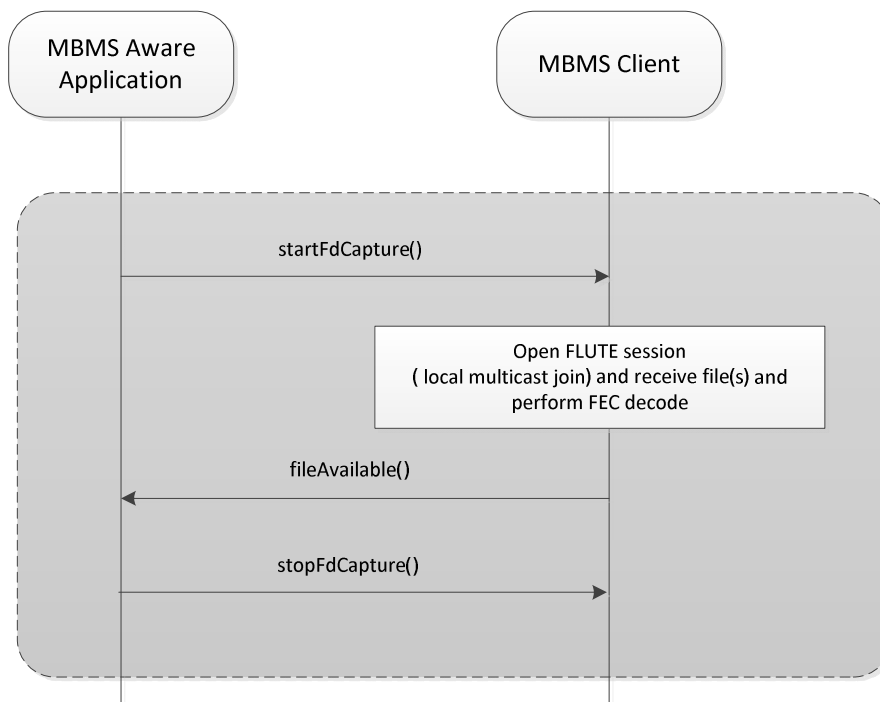 MBMS Aware
Application
MBMS Client
startFdCapture()
Open FLUTE session
( local multicast join) and receive file(s) and
perform FEC decode
fileAvailable()
stopFdCapture()